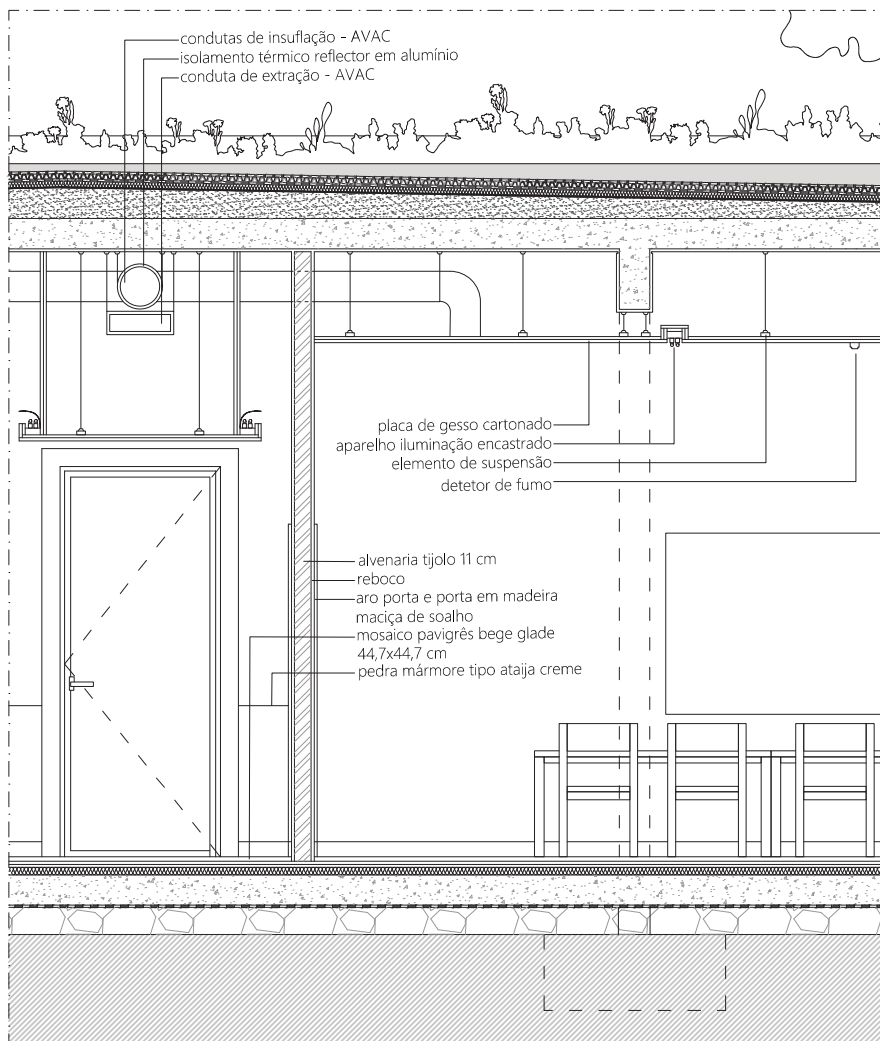 condutas de insuflação - AVAC
isolamento térmico reflector em alumínio
conduta de extração - AVAC
placa de gesso cartonado
aparelho iluminação encastrado
elemento de suspensão
detetor de fumo
alvenaria tijolo 11 cm
reboco
aro porta e porta em madeira
maciça de soalho
mosaico pavigrês bege glade
44,7x44,7 cm
pedra mármore tipo ataija creme